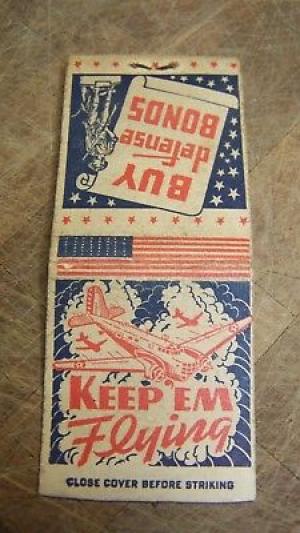 BUY
defense
BONDS
KEEP 'EM
Flying
CLOSE COVER BEFORE STRIKING